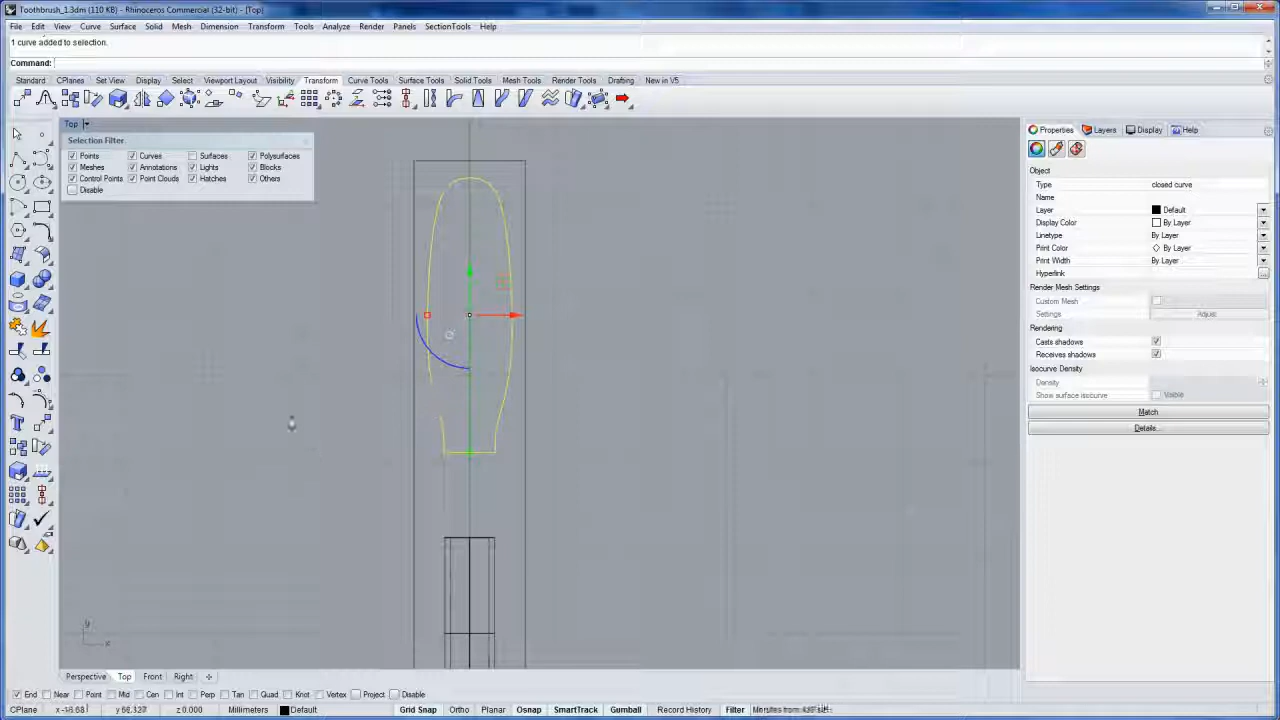 Toothbrush_1.3dm (110 KB) - Rhinoceros Commercial (32-bit) - [Top]
File Edit View Curve Surface Solid Mesh Dimension Transform Tools Analyze Render Panels SectionTools Help
1 curve added to selection.
Command:
Standard CPlanes Set View Display Select Viewport Layout Visibility Transform Curve Tools Surface Tools Solid Tools Mesh Tools Render Tools Drafting New in V5
Top
Selection Filter
Points Curves Surfaces Polysurfaces
Meshes Annotations Lights Blocks
Control Points Point Clouds Hatches Others
Disable
Properties Layers Display Help
Object
Type closed curve
Name
Layer Default
Display Color By Layer
Linetype By Layer
Print Color By Layer
Print Width By Layer
Hyperlink ...
Render Mesh Settings
Custom Mesh
Settings Adjust
Rendering
Casts shadows
Receives shadows
Isocurve Density
Density
Show surface isocurve Visible
Match
Details...
y
x
Perspective Top Front Right
End Near Point Mid Cen Int Perp Tan Quad Knot Vertex Project Disable
CPlane z 0.000 Millimeters Default Grid Snap Ortho Planar Osnap SmartTrack Gumball Record History Filter